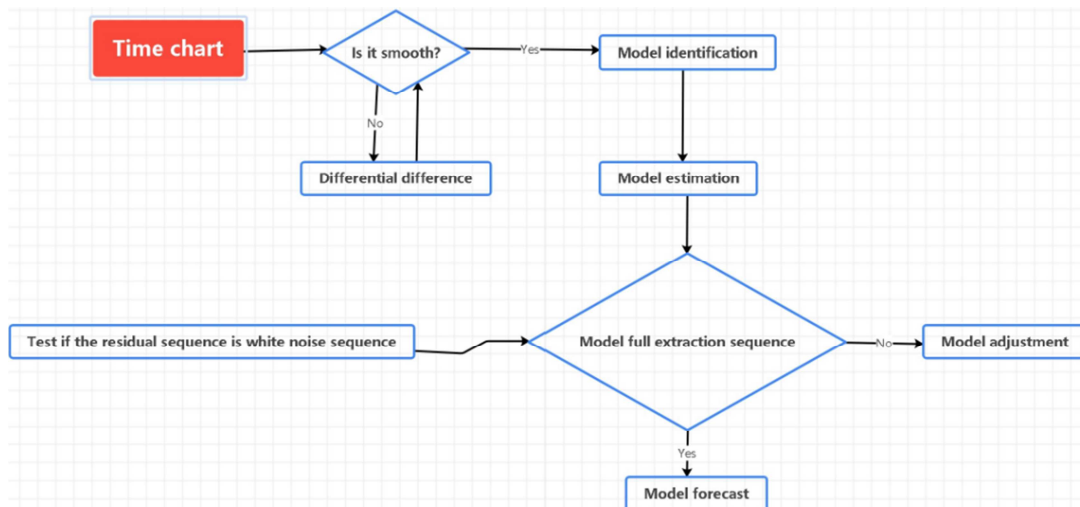 Time chart
Is it smooth?
Yes
Model identification
No
Differential difference
Model estimation
Test if the residual sequence is white noise sequence
Model full extraction sequence
No
Model adjustment
Yes
Model forecast